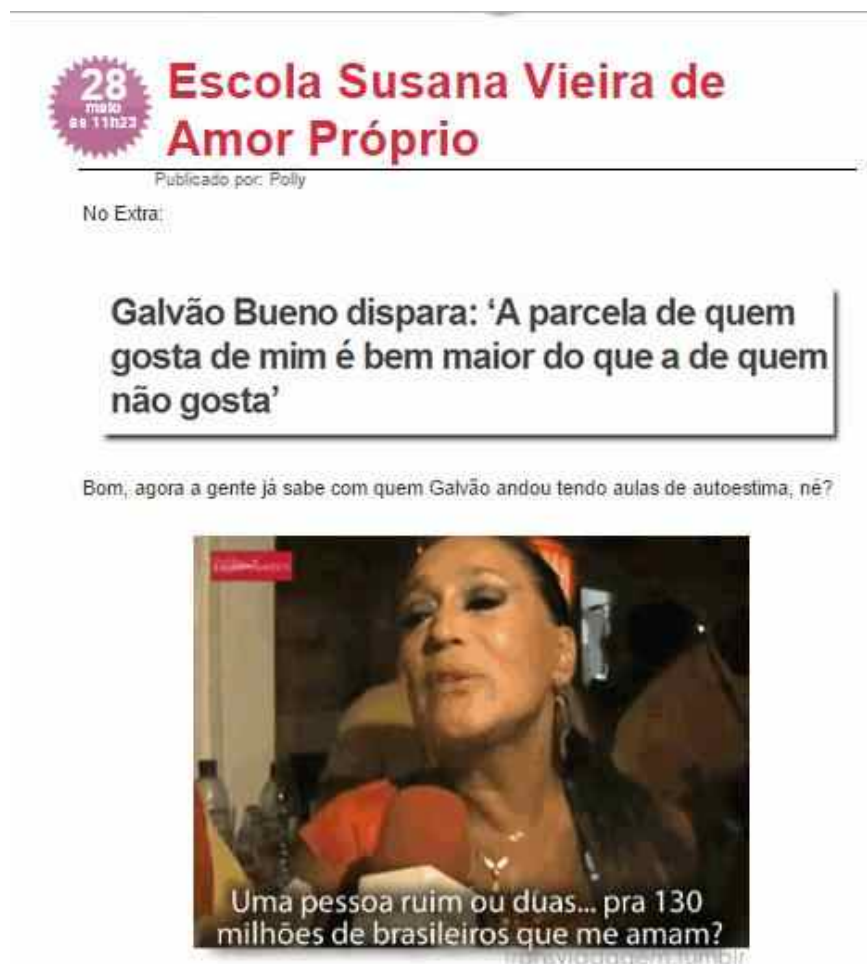 28
maio
às 11h23
Escola Susana Vieira de
Amor Próprio
Publicado por: Polly
No Extra:
Galvão Bueno dispara: ‘A parcela de quem
gosta de mim é bem maior do que a de quem
não gosta’
Bom, agora a gente já sabe com quem Galvão andou tendo aulas de autoestima, né?
Uma pessoa ruim ou duas... pra 130
milhões de brasileiros que me amam?